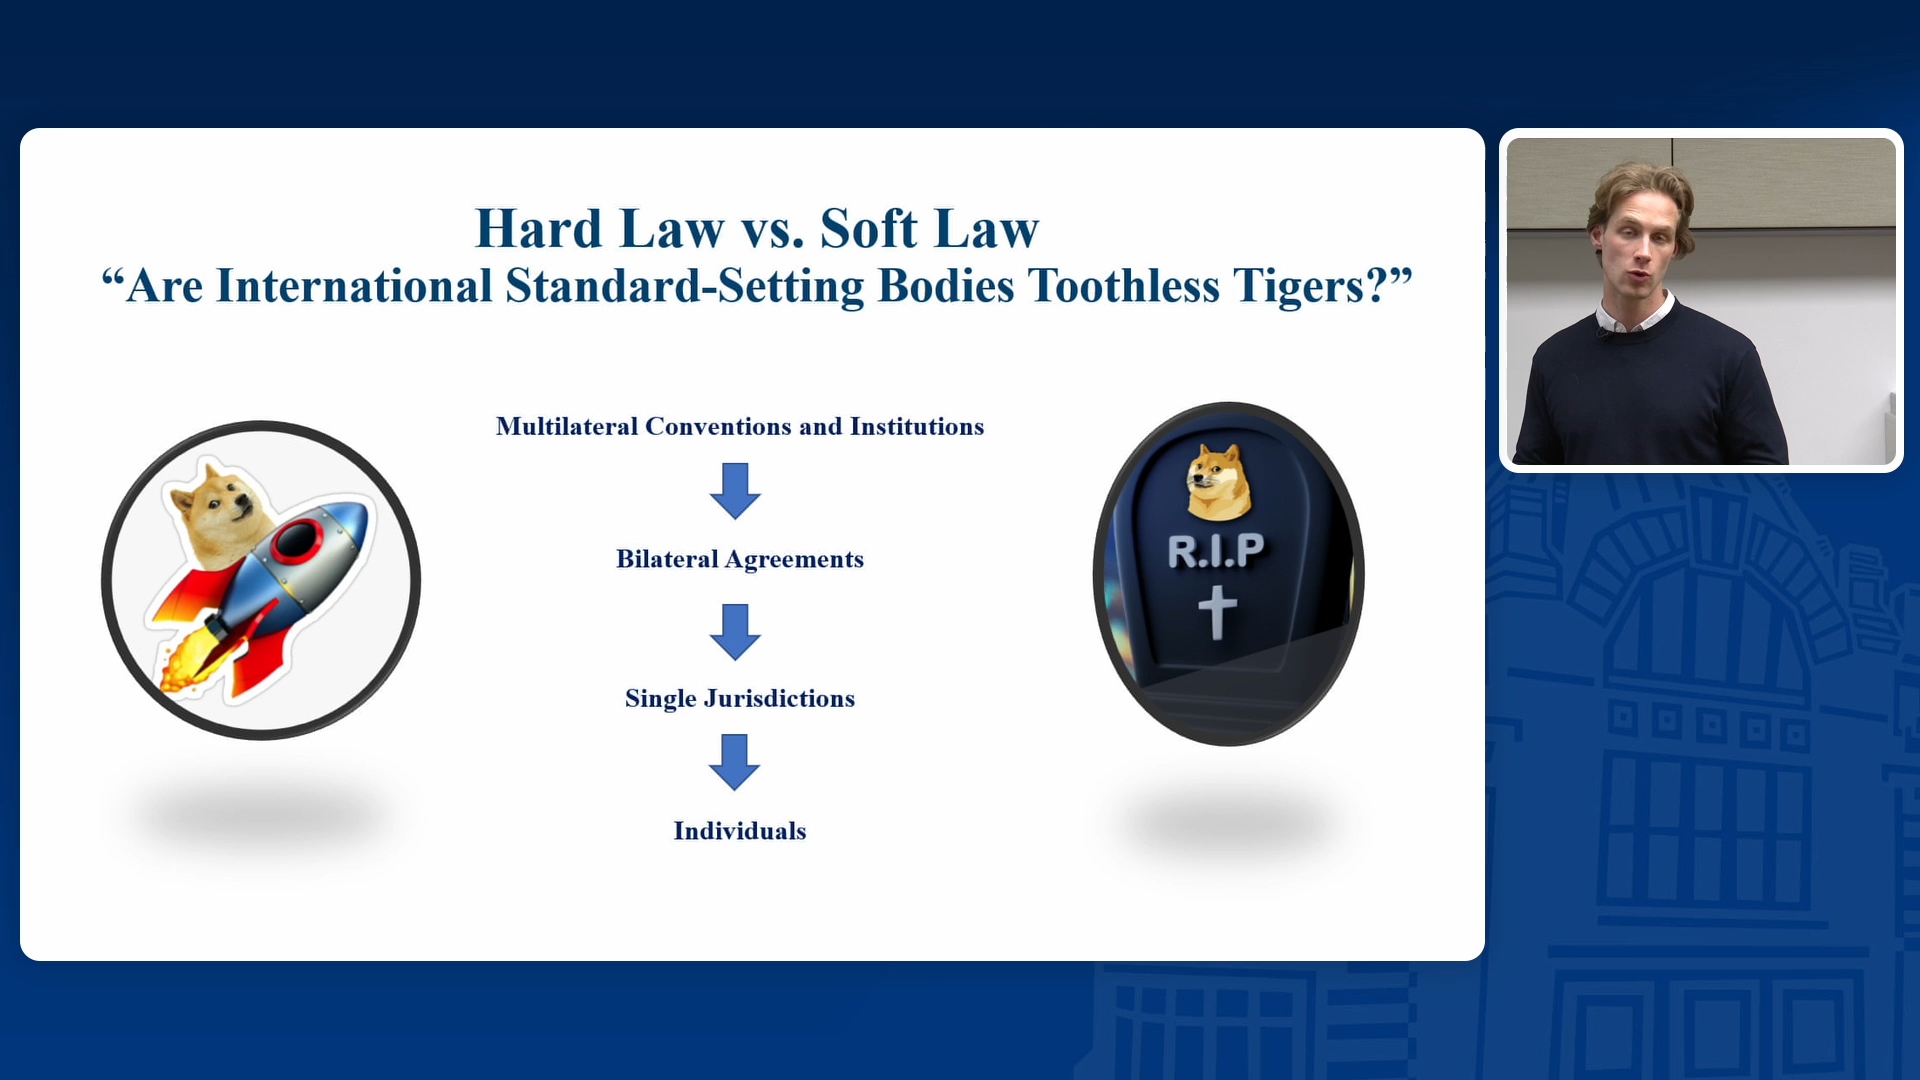 Hard Law vs. Soft Law
“Are International Standard-Setting Bodies Toothless Tigers?”
Multilateral Conventions and Institutions
Bilateral Agreements
Single Jurisdictions
Individuals
R.I.P